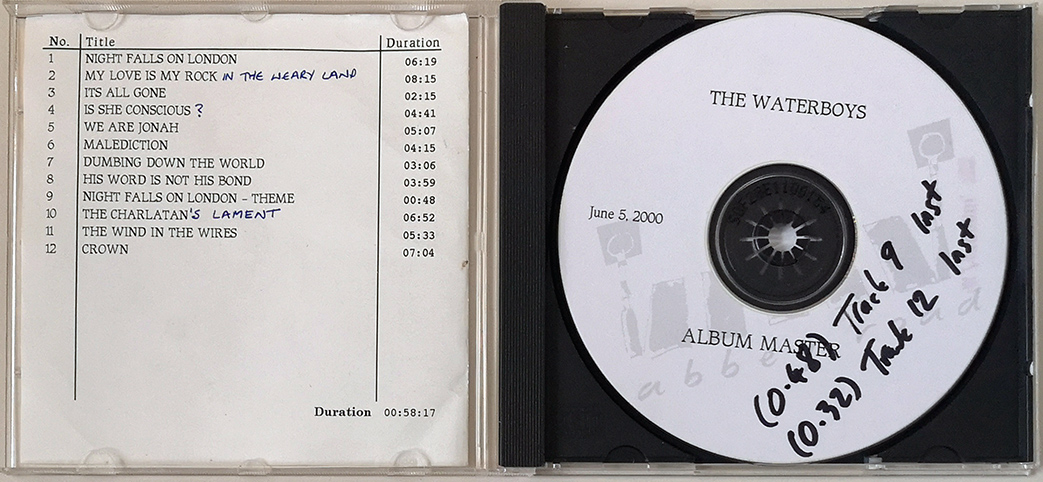 No. Title Duration
1 NIGHT FALLS ON LONDON 06:19
2 MY LOVE IS MY ROCK IN THE WEARY LAND 08:15
3 ITS ALL GONE 02:15
4 IS SHE CONSCIOUS ? 04:41
5 WE ARE JONAH 05:07
6 MALEDICTION 04:15
7 DUMBING DOWN THE WORLD 03:06
8 HIS WORD IS NOT HIS BOND 03:59
9 NIGHT FALLS ON LONDON - THEME 00:48
10 THE CHARLATAN'S LAMENT 06:52
11 THE WIND IN THE WIRES 05:33
12 CROWN 07:04
Duration 00:58:17
THE WATERBOYS
June 5, 2000
ALBUM MASTER
(0.48) Track 9 last
(0.32) Track 12 last